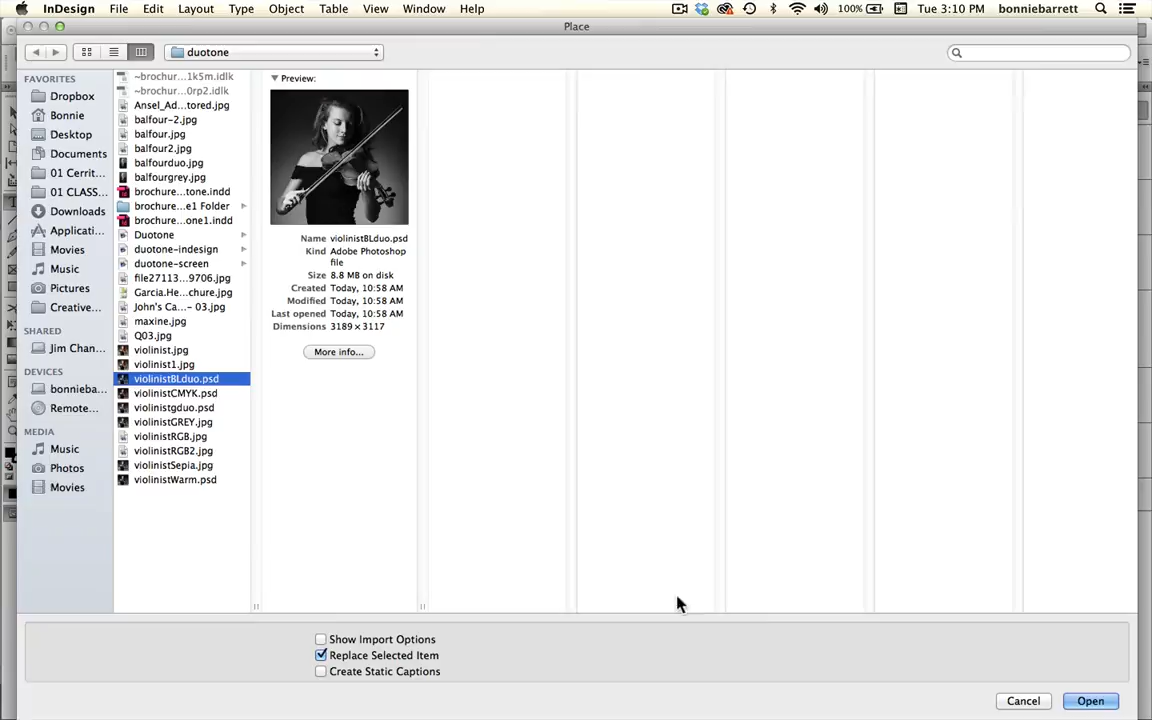 InDesign File Edit Layout Type Object Table View Window Help 100% Tue 3:10 PM bonniebarrett
Place
duotone
FAVORITES
Dropbox
Bonnie
Desktop
Documents
01 Cerrit...
01 CLASS...
Downloads
Applicati...
Movies
Music
Pictures
Creative...
SHARED
Jim Chan...
DEVICES
bonnieba...
Remote...
MEDIA
Music
Photos
Movies
~brochur...1k5m.idlk
~brochur...0rp2.idlk
Ansel_Ad...tored.jpg
balfour-2.jpg
balfour.jpg
balfour2.jpg
balfourduo.jpg
balfourgrey.jpg
brochure...tone.indd
brochure...e1 Folder
brochure...one1.indd
Duotone
duotone-indesign
duotone-screen
file27113...9706.jpg
Garcia.He...chure.jpg
John's Ca...- 03.jpg
maxine.jpg
Q03.jpg
violinist.jpg
violinist1.jpg
violinistBLduo.psd
violinistCMYK.psd
violinistgduo.psd
violinistGREY.jpg
violinistRGB.jpg
violinistRGB2.jpg
violinistSepia.jpg
violinistWarm.psd
Preview:
Name violinistBLduo.psd
Kind Adobe Photoshop
file
Size 8.8 MB on disk
Created Today, 10:58 AM
Modified Today, 10:58 AM
Last opened Today, 10:58 AM
Dimensions 3189 × 3117
More info...
Show Import Options
Replace Selected Item
Create Static Captions
Cancel Open